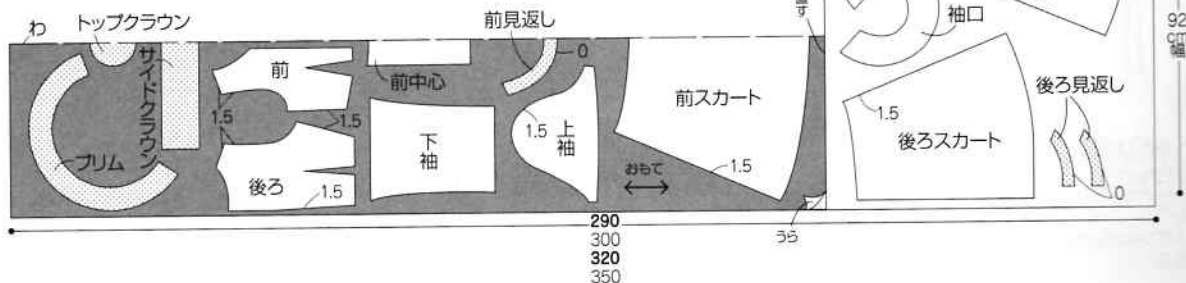 わ
トップクラウン
サイドクラウン
ブリム
前
1.5
1.5
後ろ
1.5
前中心
下袖
前見返し
0
1.5
上袖
前スカート
1.5
おもて
うら
す
袖口
1.5
後ろスカート
後ろ見返し
0
92
cm
幅
290
300
320
350